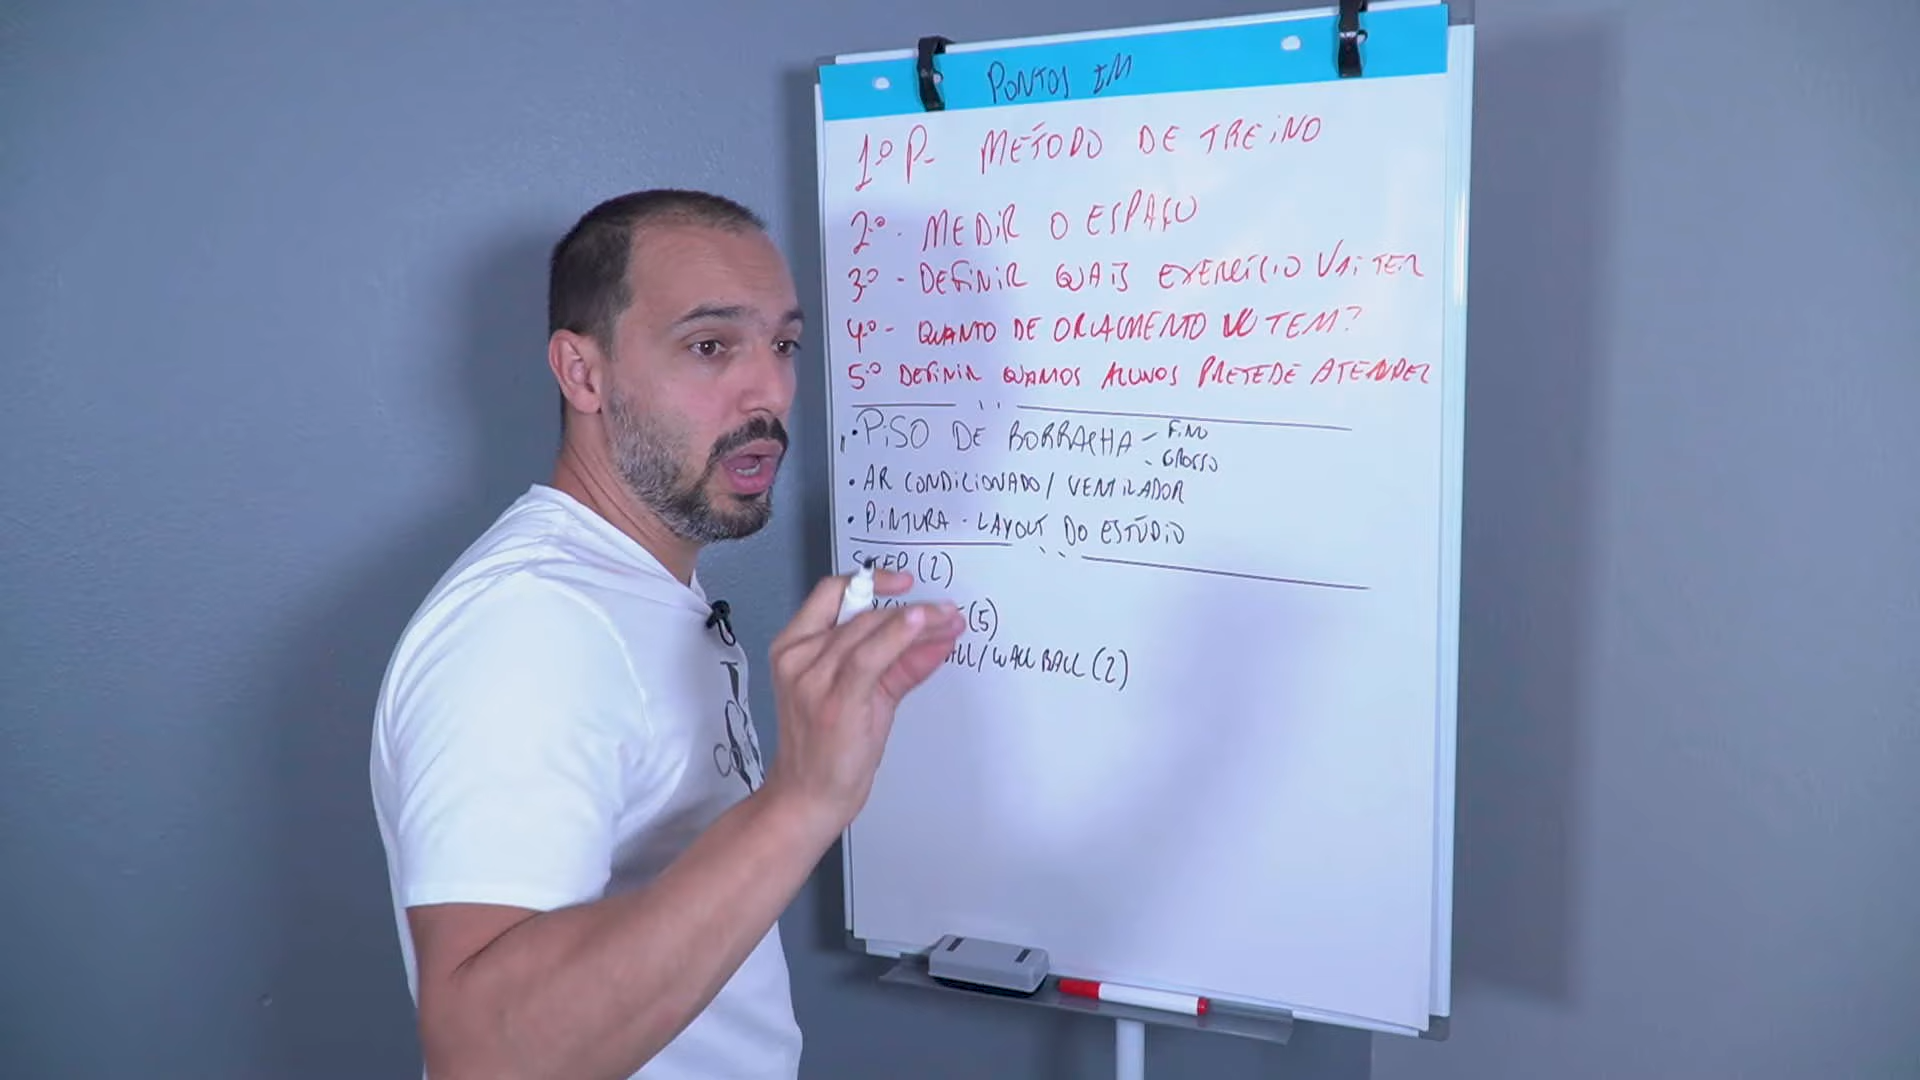 PONTOS EM
1º P- MÉTODO DE TREINO
2º - MEDIR O ESPAÇO
3º - DEFINIR QUAIS EXERCÍCIO VAI TER
4º - QUANTO DE ORÇAMENTO VC TEM?
5º DEFINIR QUANTOS ALUNOS PRETEDE ATENDER
• PISO DE BORRACHA - FINO
- GROSSO
• AR CONDICIONADO / VENTILADOR
• PINTURA - LAYOUT DO ESTÚDIO
STEP (2)
(5)
/ WALL BALL (2)